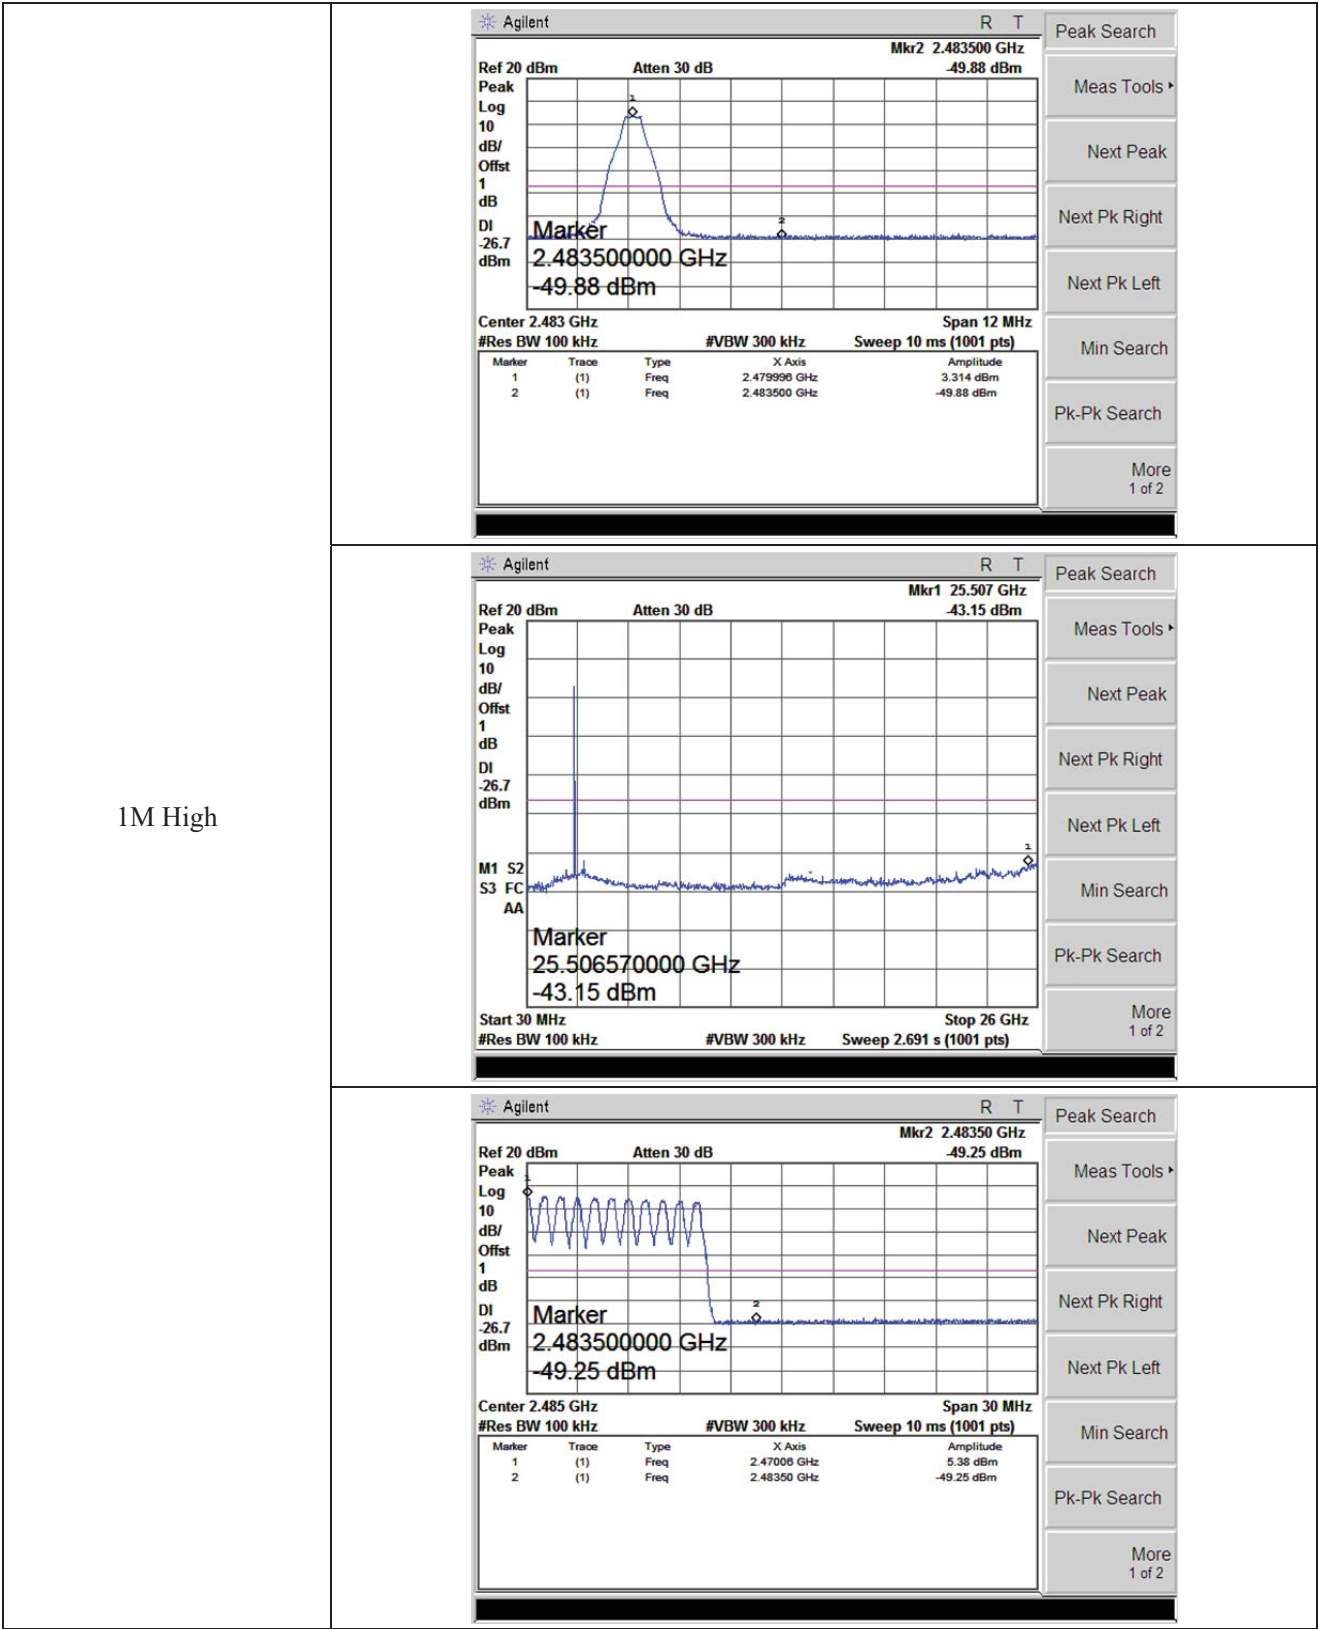 1M High
Agilent R T
Mkr2 2.483500 GHz
Ref 20 dBm Atten 30 dB -49.88 dBm
Peak
Log
10
dB/
Offst
1
dB
DI
-26.7
dBm
1
2
Marker
2.483500000 GHz
-49.88 dBm
Center 2.483 GHz Span 12 MHz
#Res BW 100 kHz #VBW 300 kHz Sweep 10 ms (1001 pts)
Marker Trace Type X Axis Amplitude
1 (1) Freq 2.479996 GHz 3.314 dBm
2 (1) Freq 2.483500 GHz -49.88 dBm
Peak Search
Meas Tools
Next Peak
Next Pk Right
Next Pk Left
Min Search
Pk-Pk Search
More
1 of 2
Agilent R T
Mkr1 25.507 GHz
Ref 20 dBm Atten 30 dB -43.15 dBm
Peak
Log
10
dB/
Offst
1
dB
DI
-26.7
dBm
M1 S2
S3 FC
AA
1
Marker
25.506570000 GHz
-43.15 dBm
Start 30 MHz Stop 26 GHz
#Res BW 100 kHz #VBW 300 kHz Sweep 2.691 s (1001 pts)
Peak Search
Meas Tools
Next Peak
Next Pk Right
Next Pk Left
Min Search
Pk-Pk Search
More
1 of 2
Agilent R T
Mkr2 2.48350 GHz
Ref 20 dBm Atten 30 dB -49.25 dBm
Peak
Log
10
dB/
Offst
1
dB
DI
-26.7
dBm
1
2
Marker
2.483500000 GHz
-49.25 dBm
Center 2.485 GHz Span 30 MHz
#Res BW 100 kHz #VBW 300 kHz Sweep 10 ms (1001 pts)
Marker Trace Type X Axis Amplitude
1 (1) Freq 2.47006 GHz 5.38 dBm
2 (1) Freq 2.48350 GHz -49.25 dBm
Peak Search
Meas Tools
Next Peak
Next Pk Right
Next Pk Left
Min Search
Pk-Pk Search
More
1 of 2